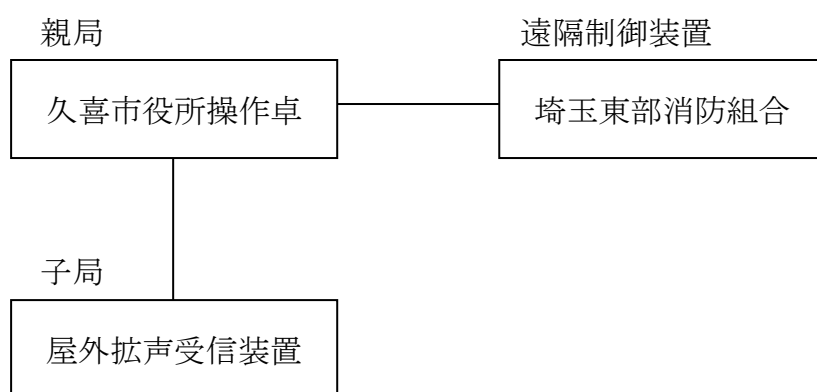 親局
遠隔制御装置
久喜市役所操作卓
埼玉東部消防組合
子局
屋外拡声受信装置